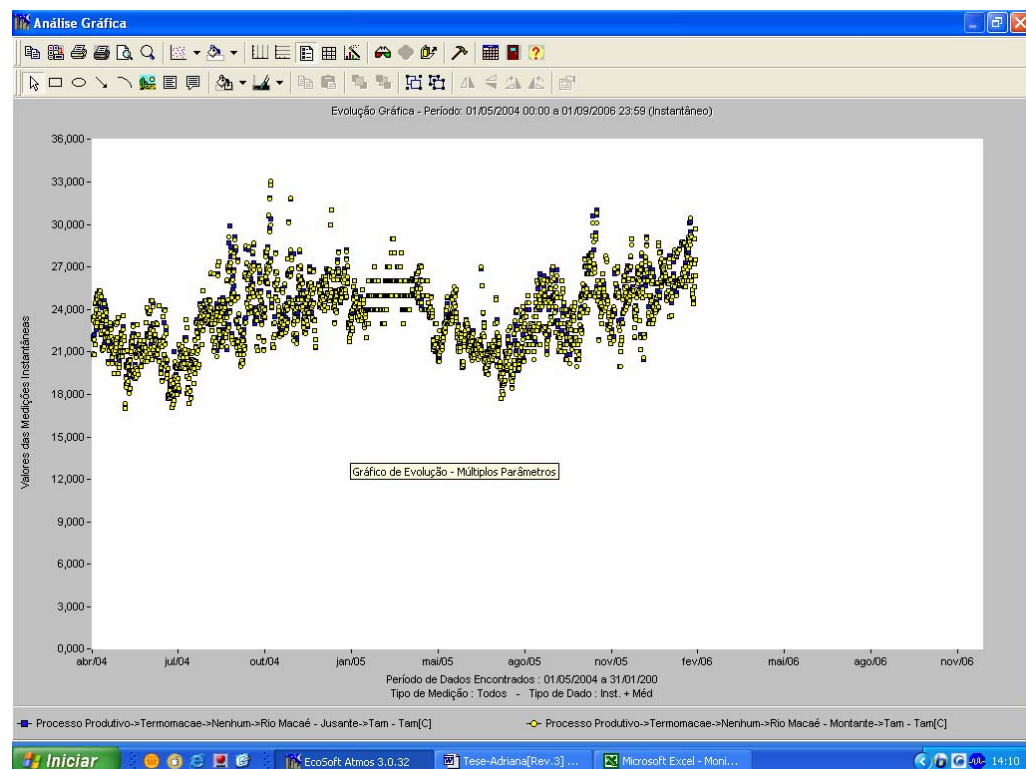 Análise Gráfica
Evolução Gráfica - Período: 01/05/2004 00:00 a 01/09/2006 23:59 (Instantâneo)
Valores das Medições Instantâneas
36,000
33,000
30,000
27,000
24,000
21,000
18,000
15,000
12,000
9,000
6,000
3,000
0,000
Gráfico de Evolução - Múltiplos Parâmetros
abr/04 jul/04 out/04 jan/05 mai/05 ago/05 nov/05 fev/06 mai/06 ago/06 nov/06
Período de Dados Encontrados : 01/05/2004 a 31/01/200
Tipo de Medição : Todos - Tipo de Dado : Inst. + Méd
Processo Produtivo->Termomacae->Nenhum->Rio Macaé - Jusante->Tam - Tam[C]
Processo Produtivo->Termomacae->Nenhum->Rio Macaé - Montante->Tam - Tam[C]
Iniciar
EcoSoft Atmos 3.0.32
Tese-Adriana[Rev.3] ...
Microsoft Excel - Moni...
14:10